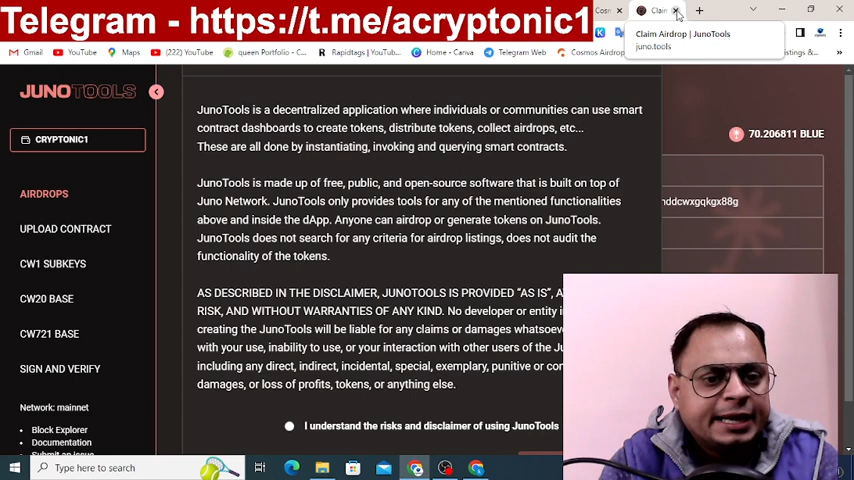 Telegram - https://t.me/acryptonic1
Cosm
Clain
Claim Airdrop | JunoTools
juno.tools
Gmail
YouTube
Maps
(222) YouTube
queen Portfolio - C...
Rapidtags | YouTub...
Home - Canva
Telegram Web
Cosmos Airdrop
listings &...
JUNOTOOLS
CRYPTONIC1
AIRDROPS
UPLOAD CONTRACT
CW1 SUBKEYS
CW20 BASE
CW721 BASE
SIGN AND VERIFY
Network: mainnet
Block Explorer
Documentation
Submit an issue
JunoTools is a decentralized application where individuals or communities can use smart
contract dashboards to create tokens, distribute tokens, collect airdrops, etc...
These are all done by instantiating, invoking and querying smart contracts.
JunoTools is made up of free, public, and open-source software that is built on top of
Juno Network. JunoTools only provides tools for any of the mentioned functionalities
above and inside the dApp. Anyone can airdrop or generate tokens on JunoTools.
JunoTools does not search for any criteria for airdrop listings, does not audit the
functionality of the tokens.
AS DESCRIBED IN THE DISCLAIMER, JUNOTOOLS IS PROVIDED “AS IS”, A
RISK, AND WITHOUT WARRANTIES OF ANY KIND. No developer or entity i
creating the JunoTools will be liable for any claims or damages whatsoev
with your use, inability to use, or your interaction with other users of the Ju
including any direct, indirect, incidental, special, exemplary, punitive or con
damages, or loss of profits, tokens, or anything else.
I understand the risks and disclaimer of using JunoTools
70.206811 BLUE
nddcwxgqkgx88g
Type here to search